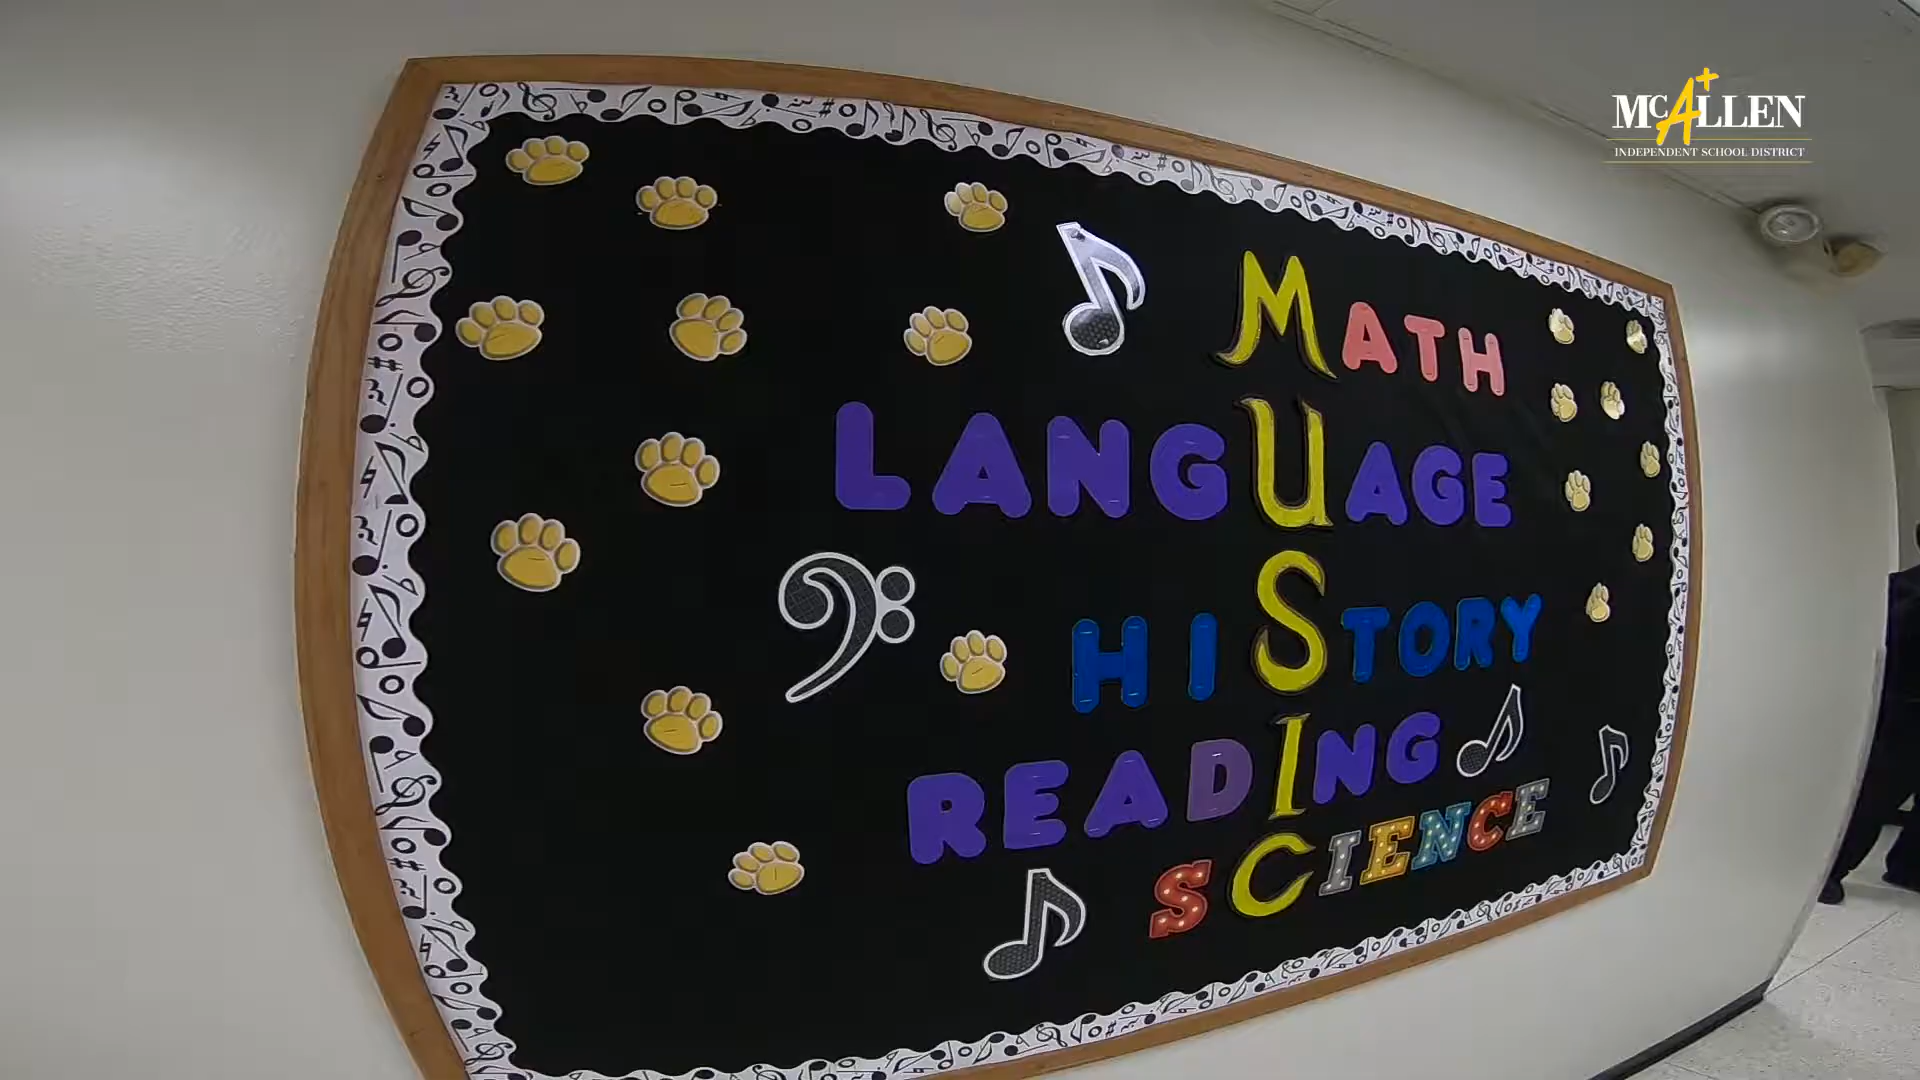 McALLEN
INDEPENDENT SCHOOL DISTRICT
MATH
LANGUAGE
HISTORY
READING
SCIENCE